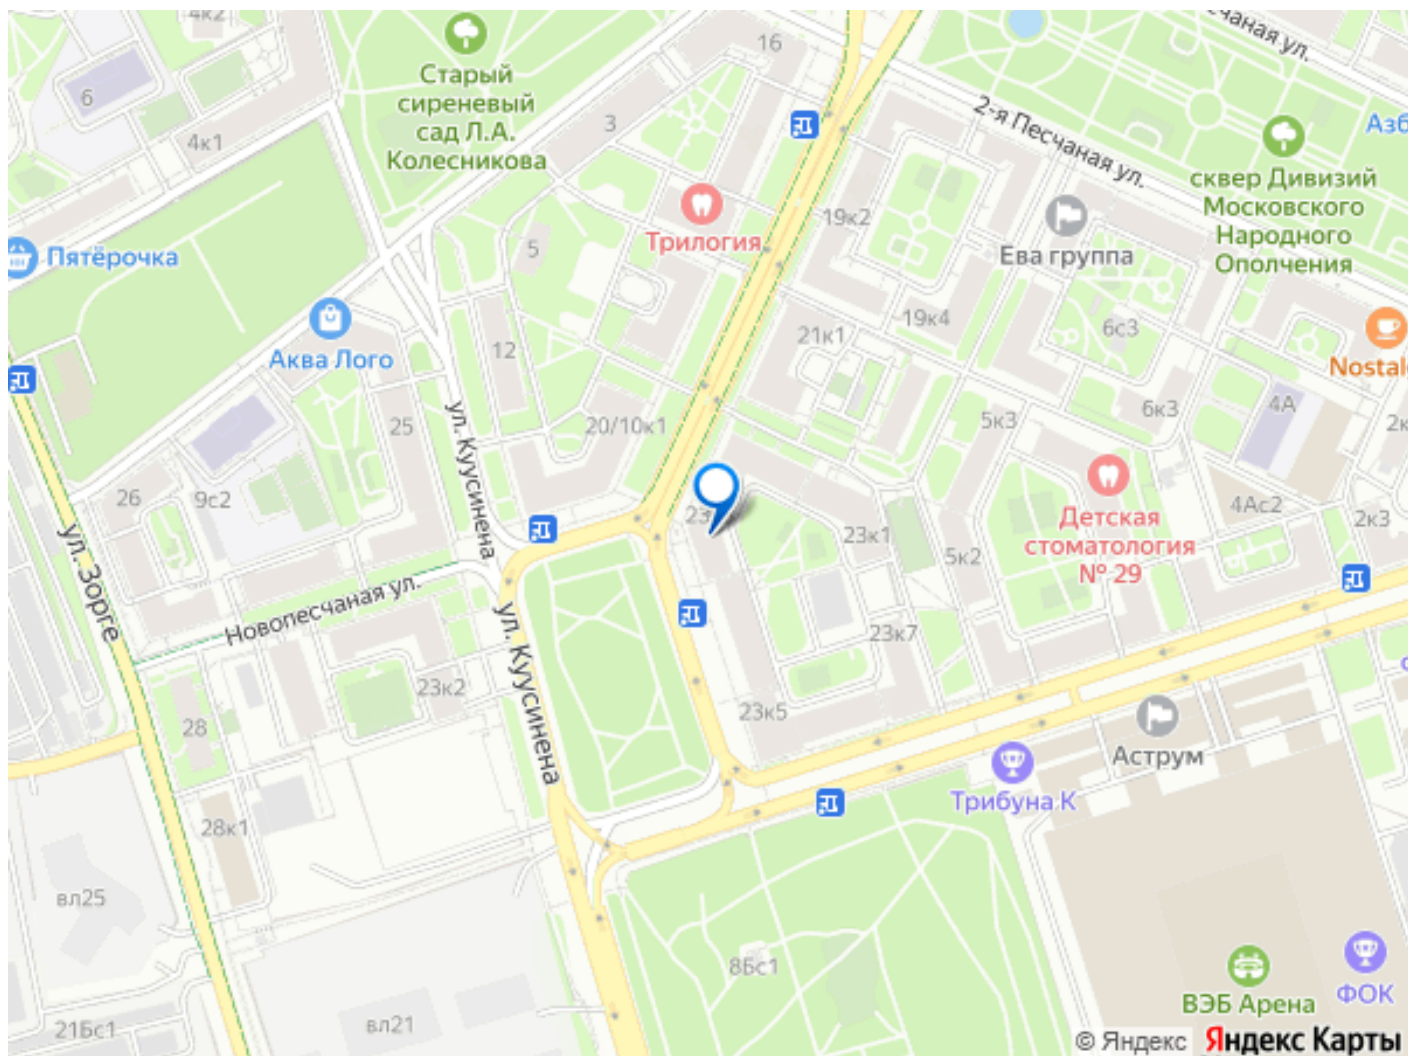 4к2
16
Старый
сиреневый
сад Л.А.
Колесникова
6
3
4к1
2-я Песчаная ул.
Азб
сквер Дивизий
Московского
Народного
Ополчения
Трилогия
19к2
Ева группа
5
Пятёрочка
Аква Лого
12
21к1
19к4
6с3
Nostal
25
ул. Куусинена
20/10к1
5к3
6к3
4А
26
9с2
ул. Зорге
Детская
стоматология
№ 29
4Ас2
2к3
23к1
5к2
Новопесчаная ул.
ул. Куусинена
23к7
23к2
28
23к5
Аструм
Трибуна К
28к1
вл25
8Бс1
ВЭБ Арена
ФОК
21Бс1
вл21
© Яндекс Яндекс Карты